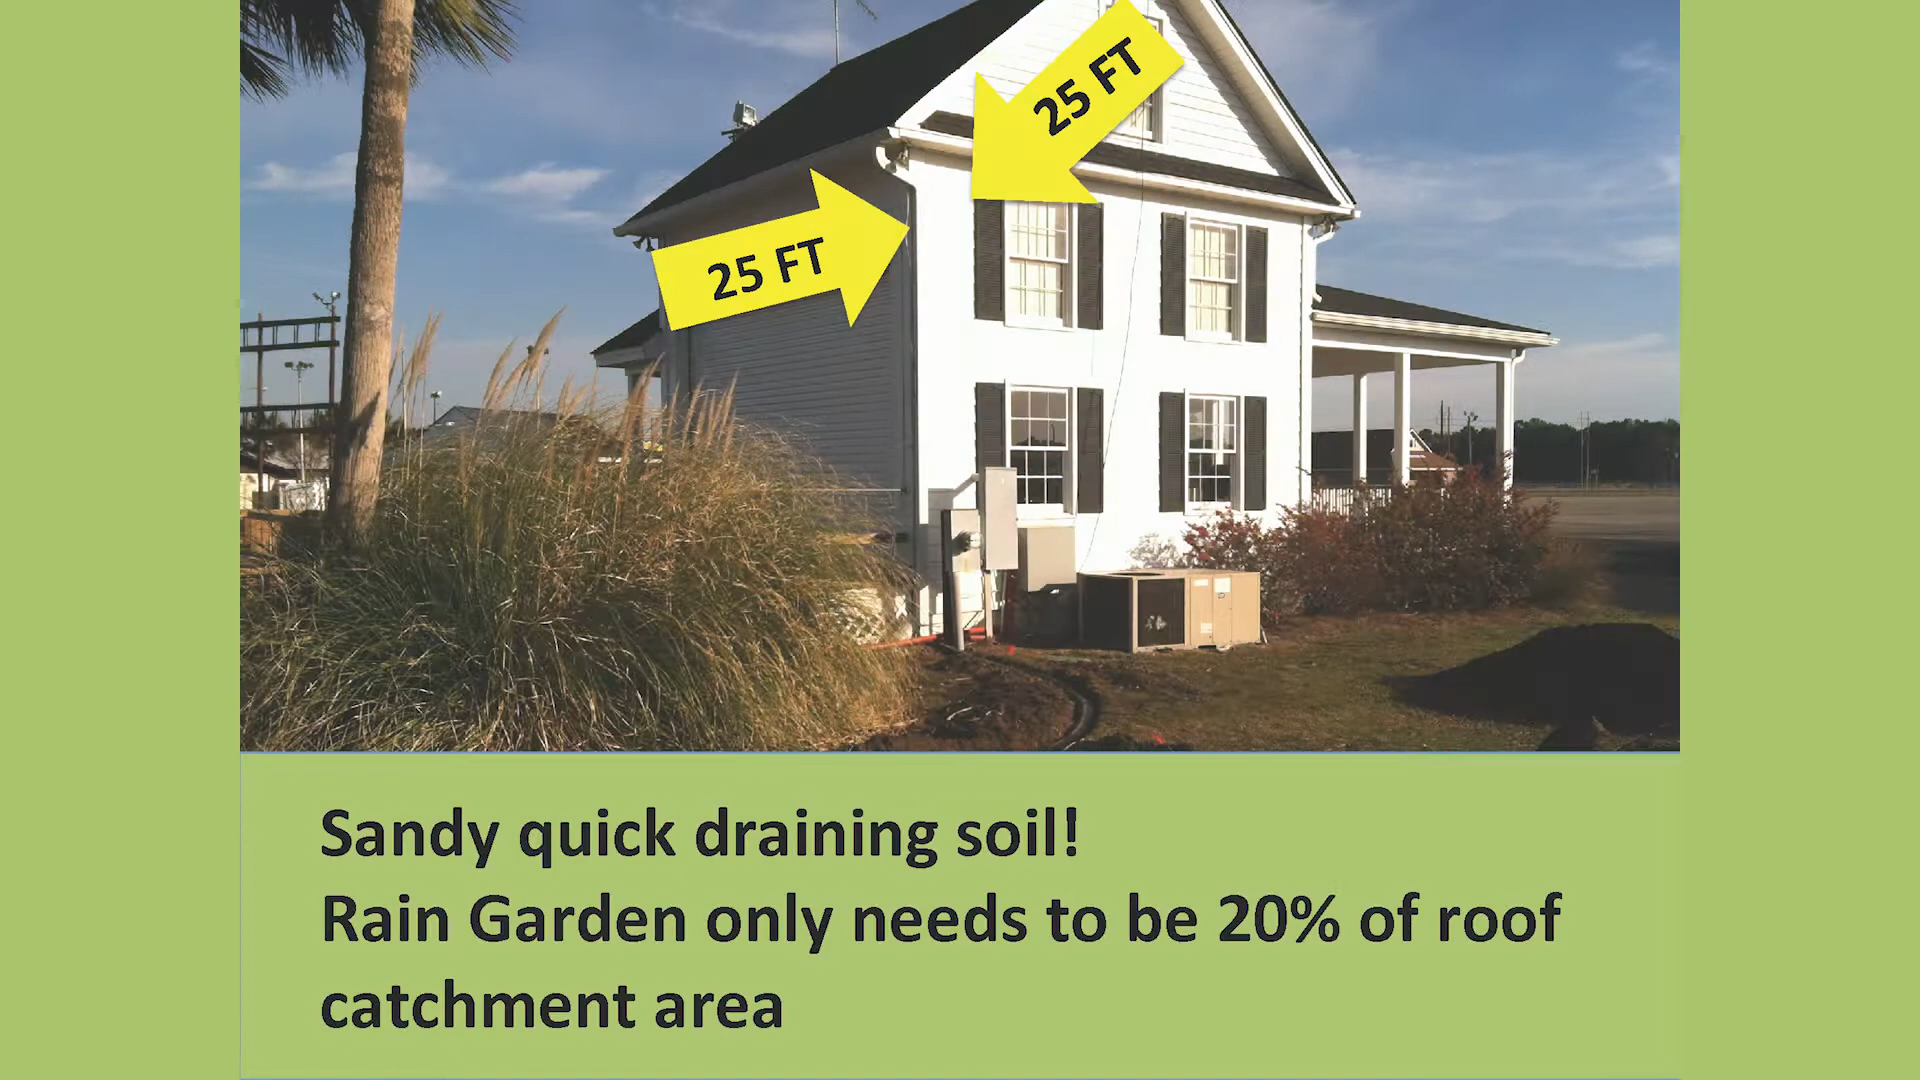 25 FT
25 FT
Sandy quick draining soil!
Rain Garden only needs to be 20% of roof
catchment area